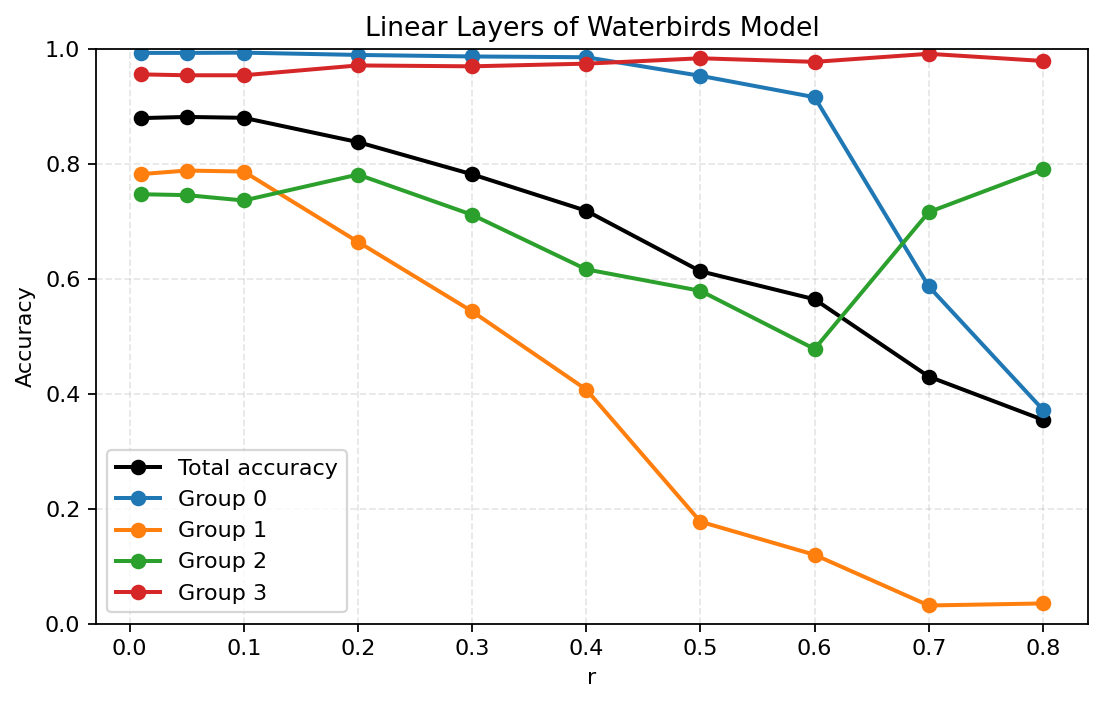 Linear Layers of Waterbirds Model
1.0
0.8
0.6
0.4
0.2
0.0
Accuracy
Total accuracy
Group 0
Group 1
Group 2
Group 3
0.0 0.1 0.2 0.3 0.4 0.5 0.6 0.7 0.8
r